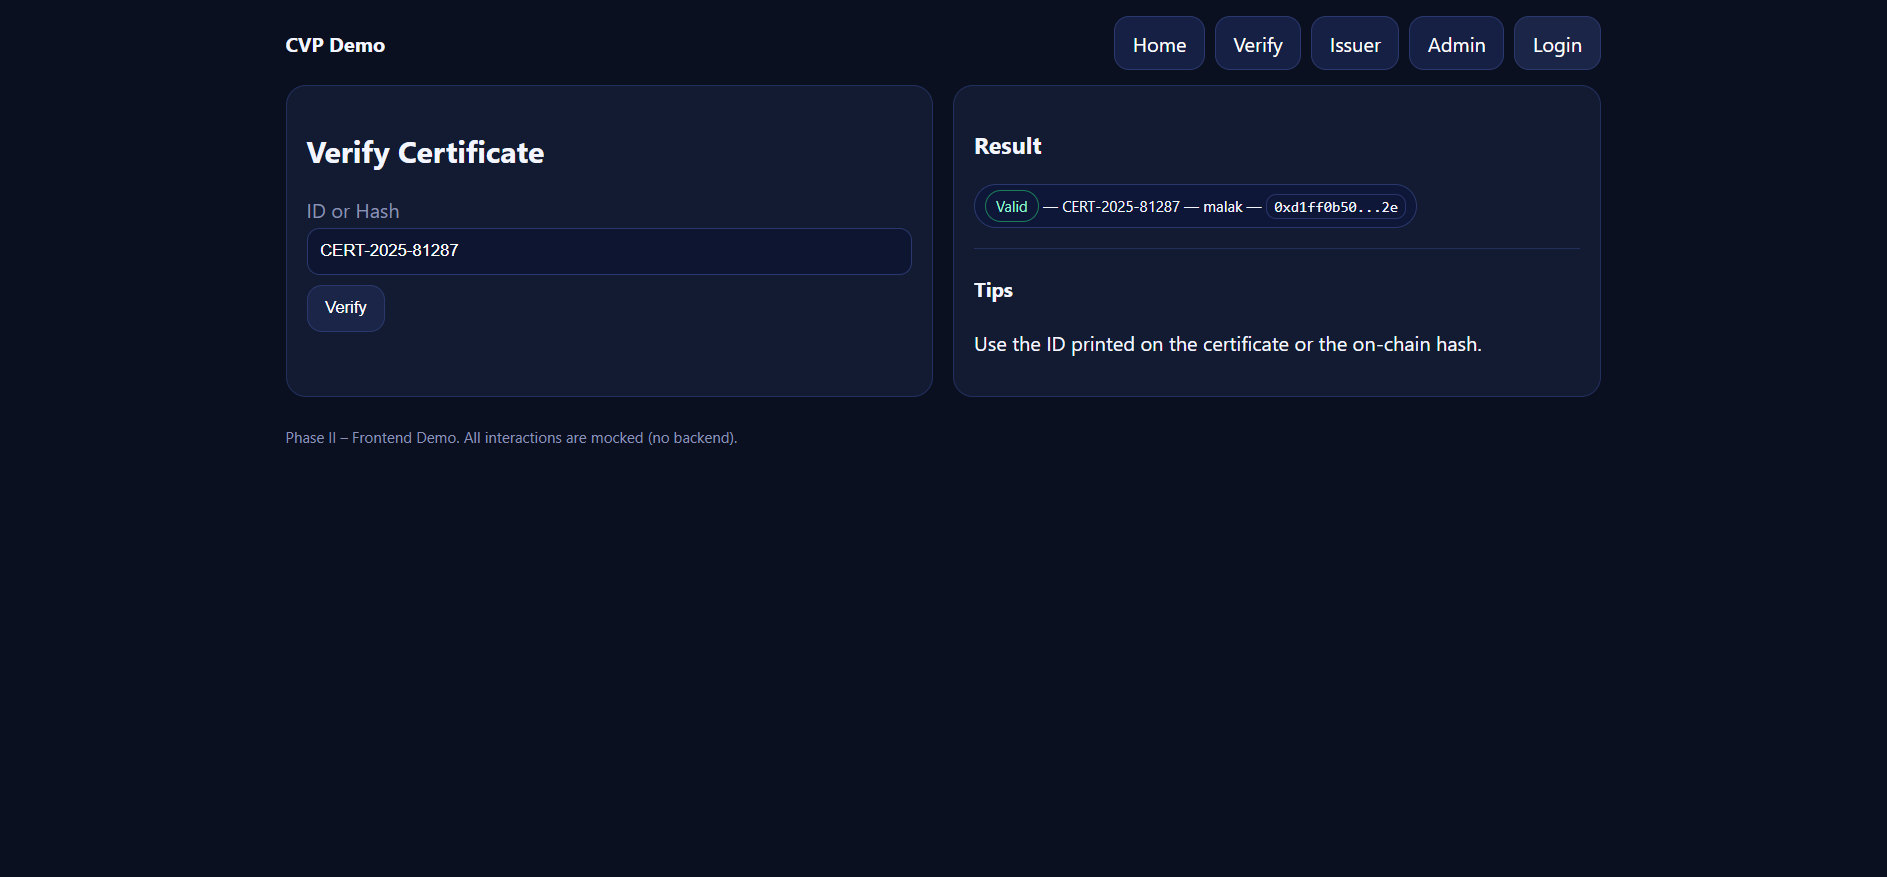 CVP Demo
Home Verify Issuer Admin Login
Verify Certificate
ID or Hash
CERT-2025-81287
Verify
Result
Valid — CERT-2025-81287 — malak — 0xd1ff0b50...2e
Tips
Use the ID printed on the certificate or the on-chain hash.
Phase II – Frontend Demo. All interactions are mocked (no backend).